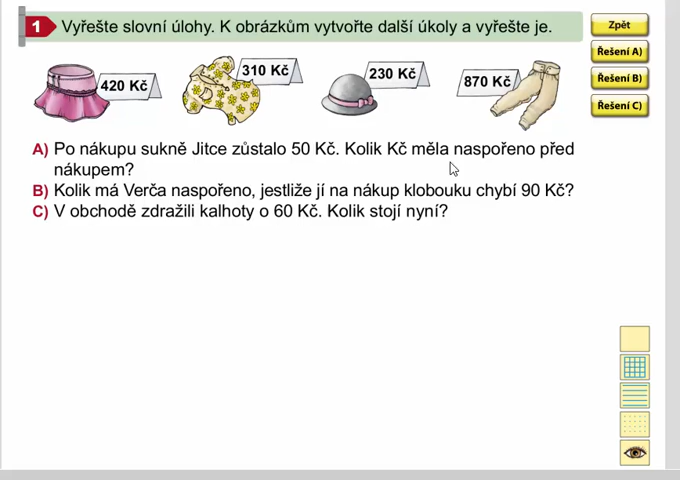 1 Vyřešte slovní úlohy. K obrázkům vytvořte další úkoly a vyřešte je.
Zpět
Řešení A)
Řešení B)
Řešení C)
420 Kč
310 Kč
230 Kč
870 Kč
A) Po nákupu sukně Jitce zůstalo 50 Kč. Kolik Kč měla naspořeno před
nákupem?
B) Kolik má Verča naspořeno, jestliže jí na nákup klobouku chybí 90 Kč?
C) V obchodě zdražili kalhoty o 60 Kč. Kolik stojí nyní?